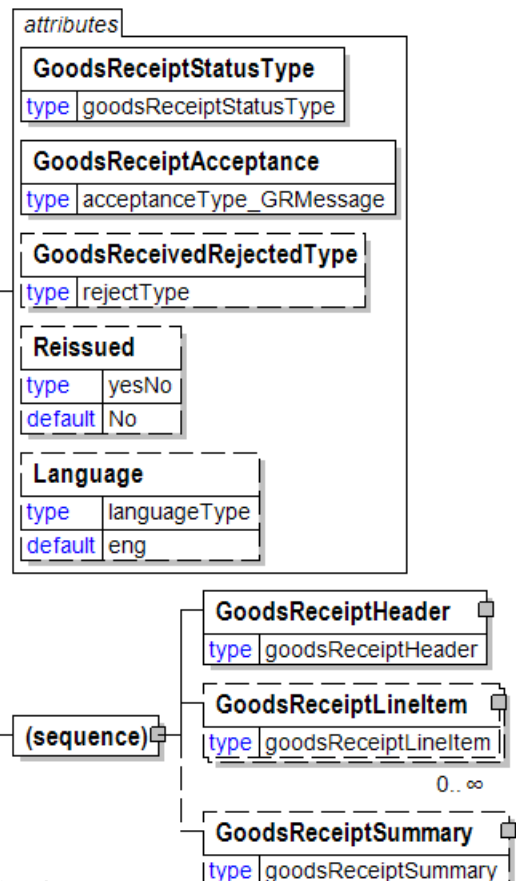 attributes
GoodsReceiptStatusType
type goodsReceiptStatusType
GoodsReceiptAcceptance
type acceptanceType_GRMessage
GoodsReceivedRejectedType
type rejectType
Reissued
type yesNo
default No
Language
type languageType
default eng
GoodsReceiptHeader
type goodsReceiptHeader
GoodsReceiptLineItem
(sequence)
type goodsReceiptLineItem
0.. ∞
GoodsReceiptSummary
type goodsReceiptSummary